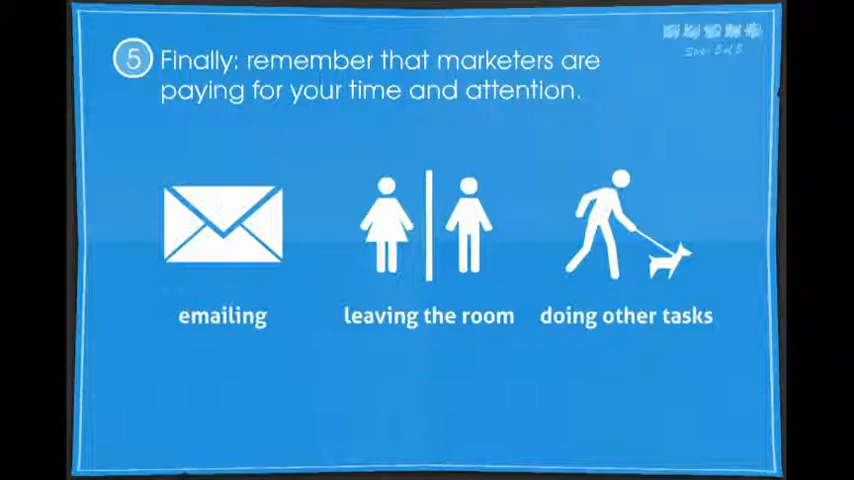 5 Finally: remember that marketers are
paying for your time and attention.
emailing
leaving the room
doing other tasks